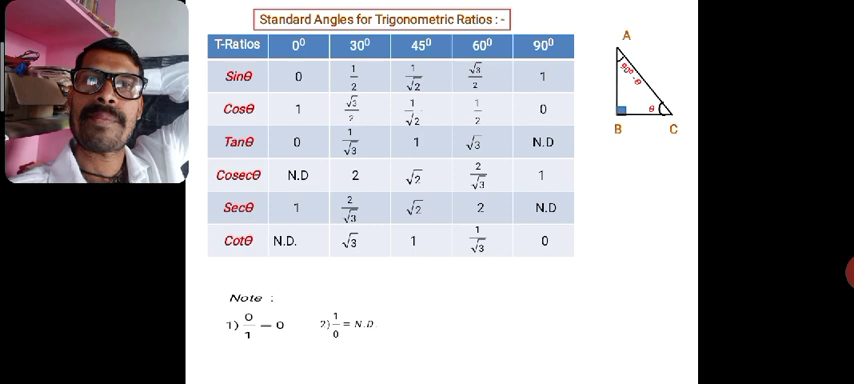 Standard Angles for Trigonometric Ratios : -
T-Ratios 0⁰ 30⁰ 45⁰ 60⁰ 90⁰
Sinθ 0 1/2 1/√2 √3/2 1
Cosθ 1 √3/2 1/√2 1/2 0
Tanθ 0 1/√3 1 √3 N.D
Cosecθ N.D 2 √2 2/√3 1
Secθ 1 2/√3 √2 2 N.D
Cotθ N.D. √3 1 1/√3 0
A
90⁰-θ
θ
B C
Note :
1) 0/1 = 0 2) 1/0 = N.D.